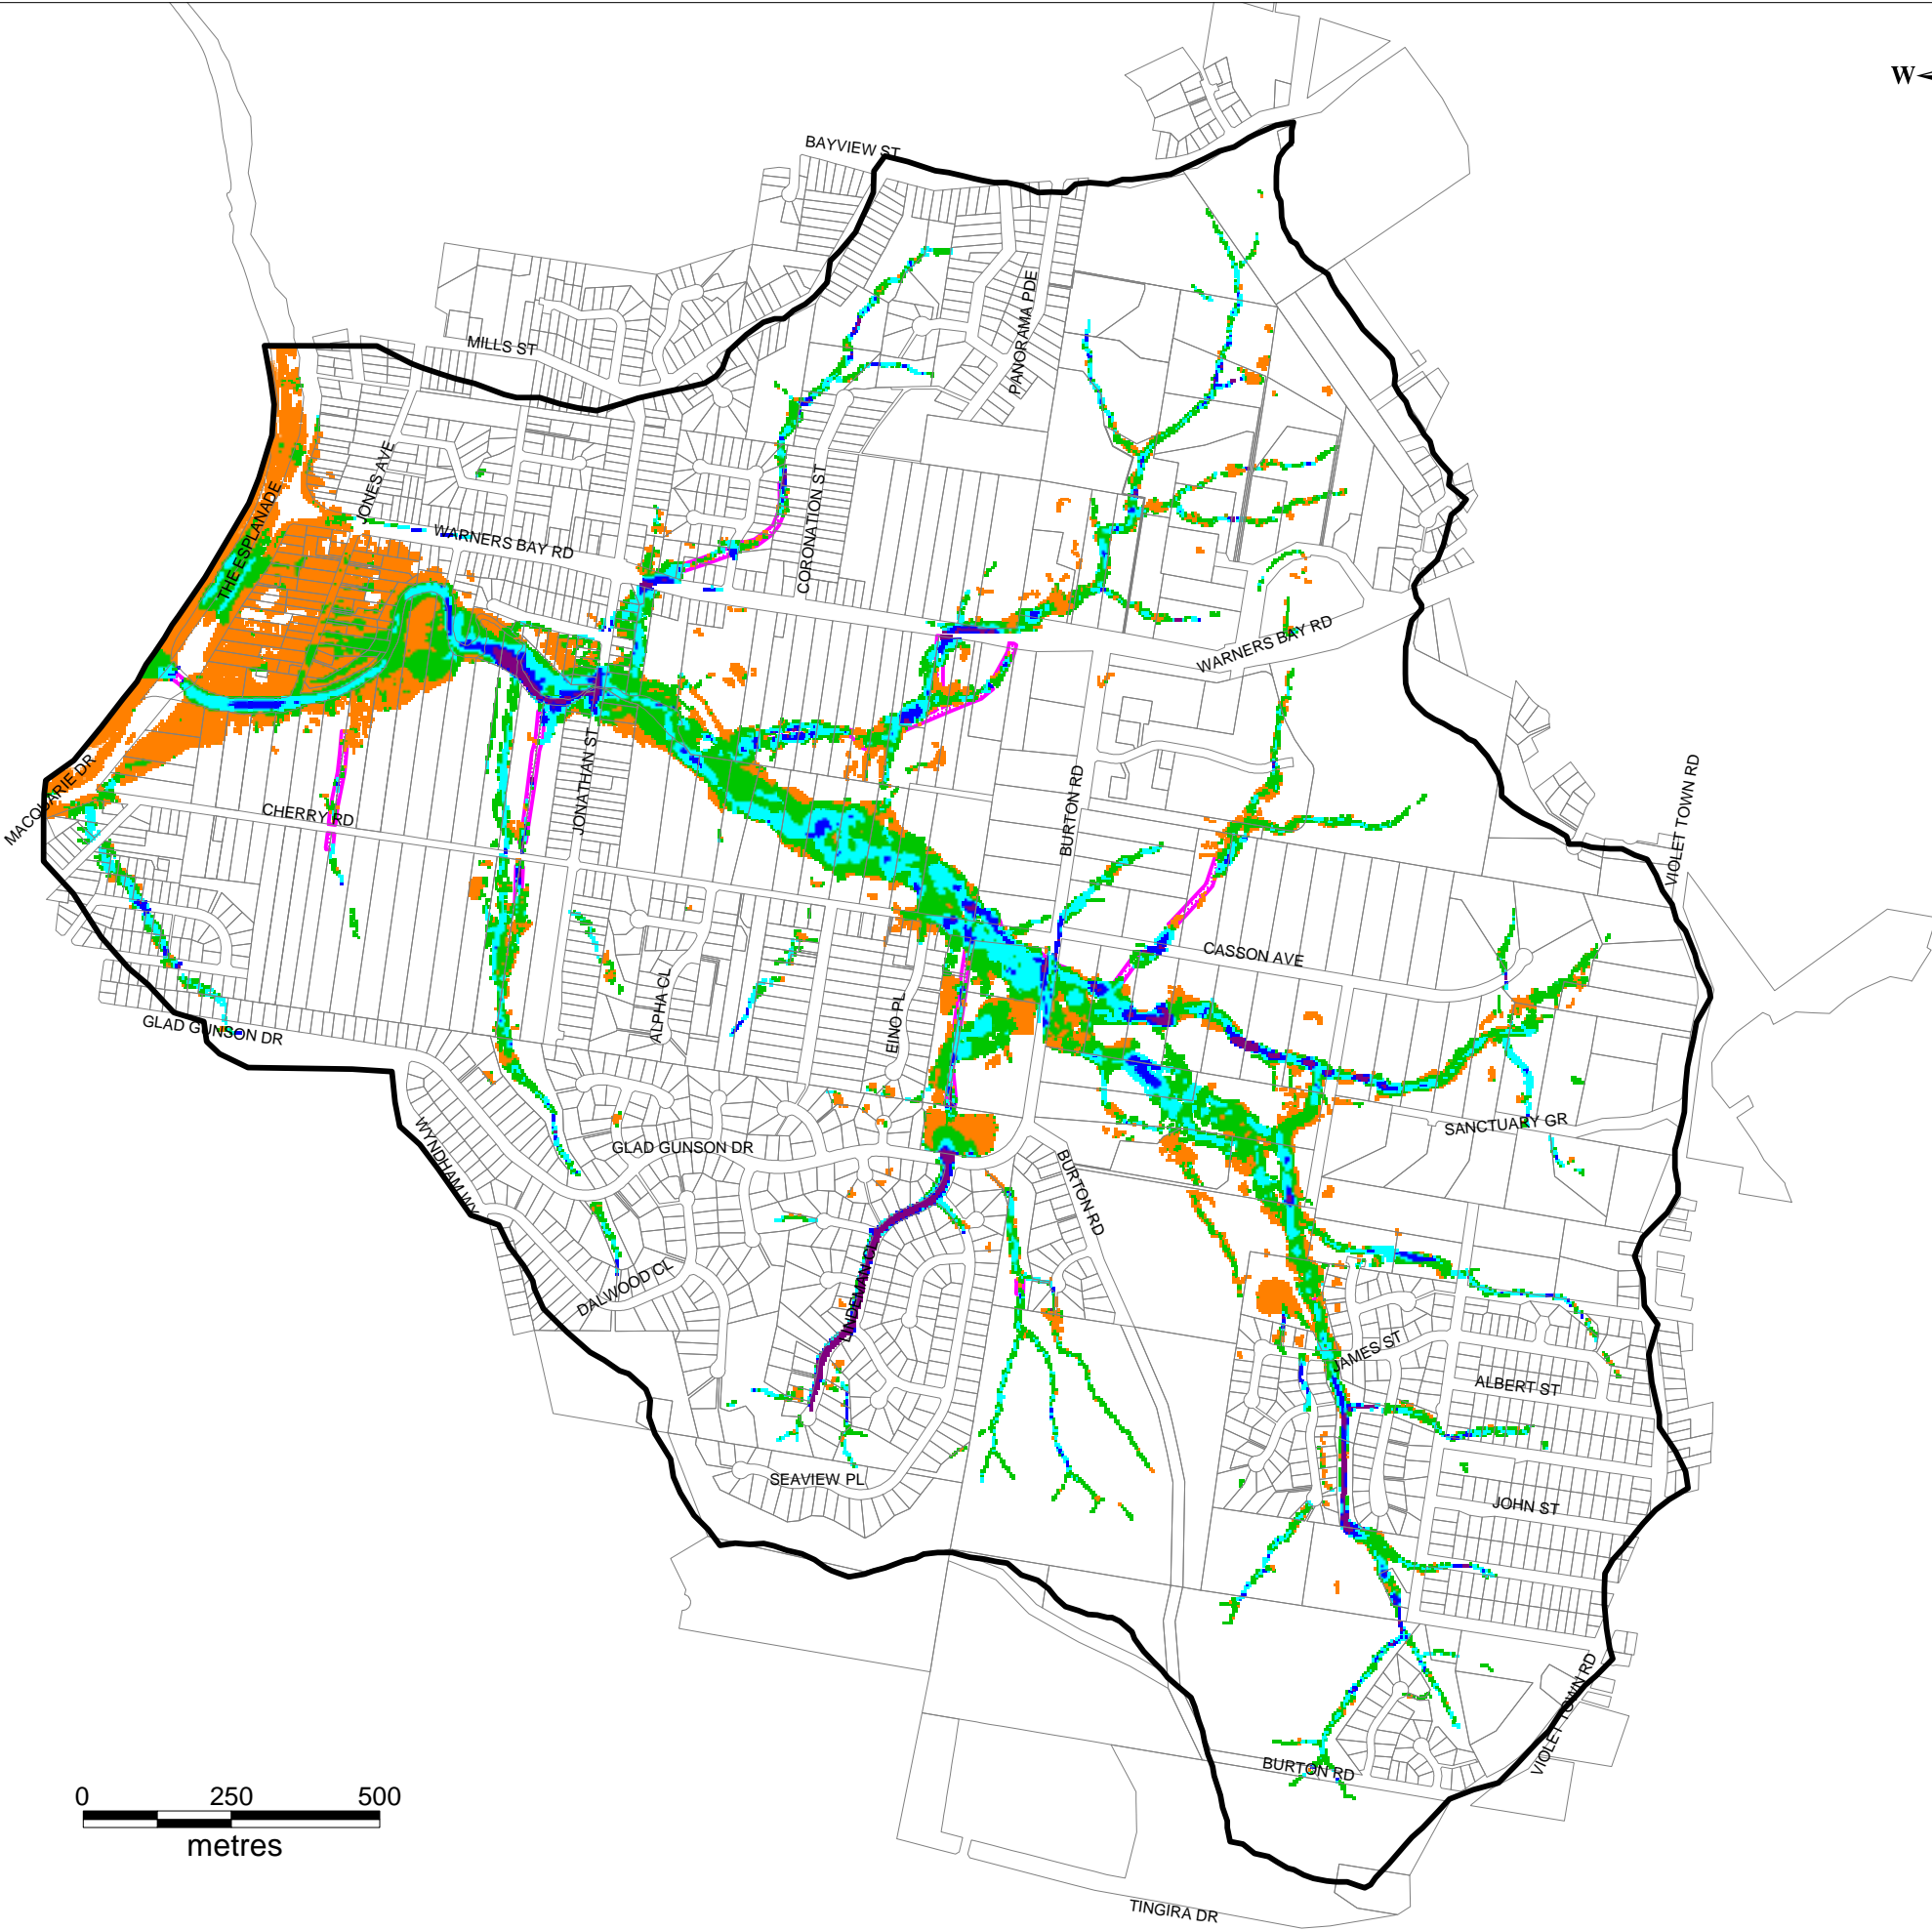 W
BAYVIEW ST
PANORAMA PDE
MILLS ST
JONES AVE
THE ESPLANADE
WARNERS BAY RD
CORONATION ST
WARNERS BAY RD
MACQUARIE DR
CHERRY RD
JONATHAN ST
BURTON RD
VIOLET TOWN RD
CASSON AVE
ALPHA CL
EINO PL
GLAD GUNSON DR
WYNDHAM WY
GLAD GUNSON DR
BURTON RD
SANCTUARY GR
DALWOOD CL
LINDEMAN CL
JAMES ST
ALBERT ST
SEAVIEW PL
JOHN ST
VIOLET TOWN RD
BURTON RD
0 250 500
metres
TINGIRA DR